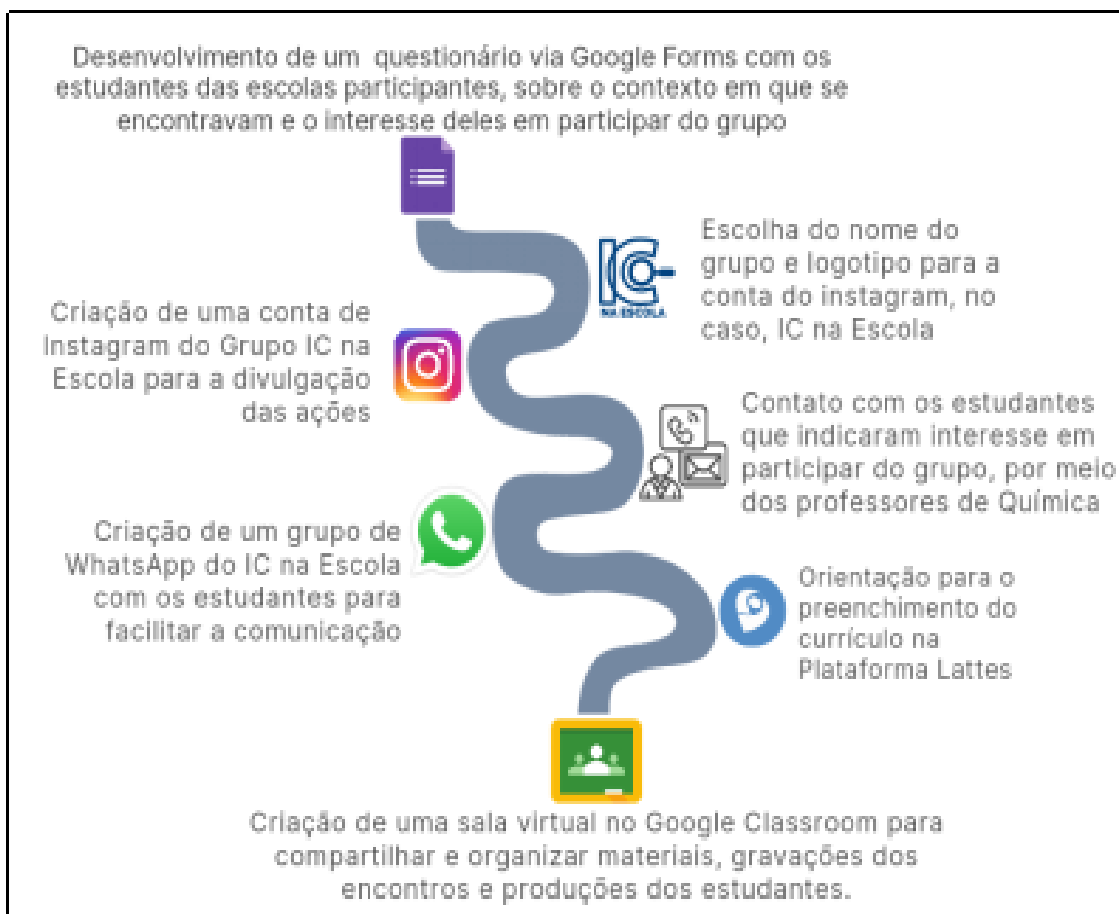 Desenvolvimento de um questionário via Google Forms com os
estudantes das escolas participantes, sobre o contexto em que se
encontravam e o interesse deles em participar do grupo
IC
NA ESCOLA
Escolha do nome do
grupo e logotipo para a
conta do instagram, no
caso, IC na Escola
Criação de uma conta de
Instagram do Grupo IC na
Escola para a divulgação
das ações
Contato com os estudantes
que indicaram interesse em
participar do grupo, por meio
dos professores de Química
Criação de um grupo de
WhatsApp do IC na Escola
com os estudantes para
facilitar a comunicação
Orientação para o
preenchimento do
currículo na
Plataforma Lattes
Criação de uma sala virtual no Google Classroom para
compartilhar e organizar materiais, gravações dos
encontros e produções dos estudantes.